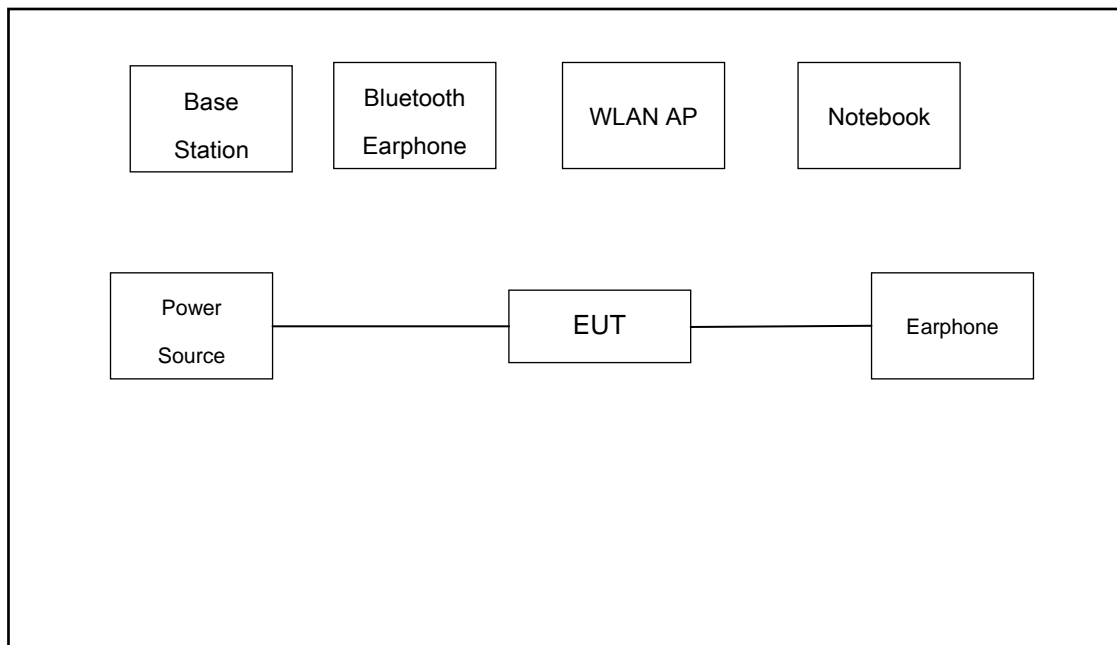 Base
Station
Bluetooth
Earphone
WLAN AP
Notebook
Power
Source
EUT
Earphone